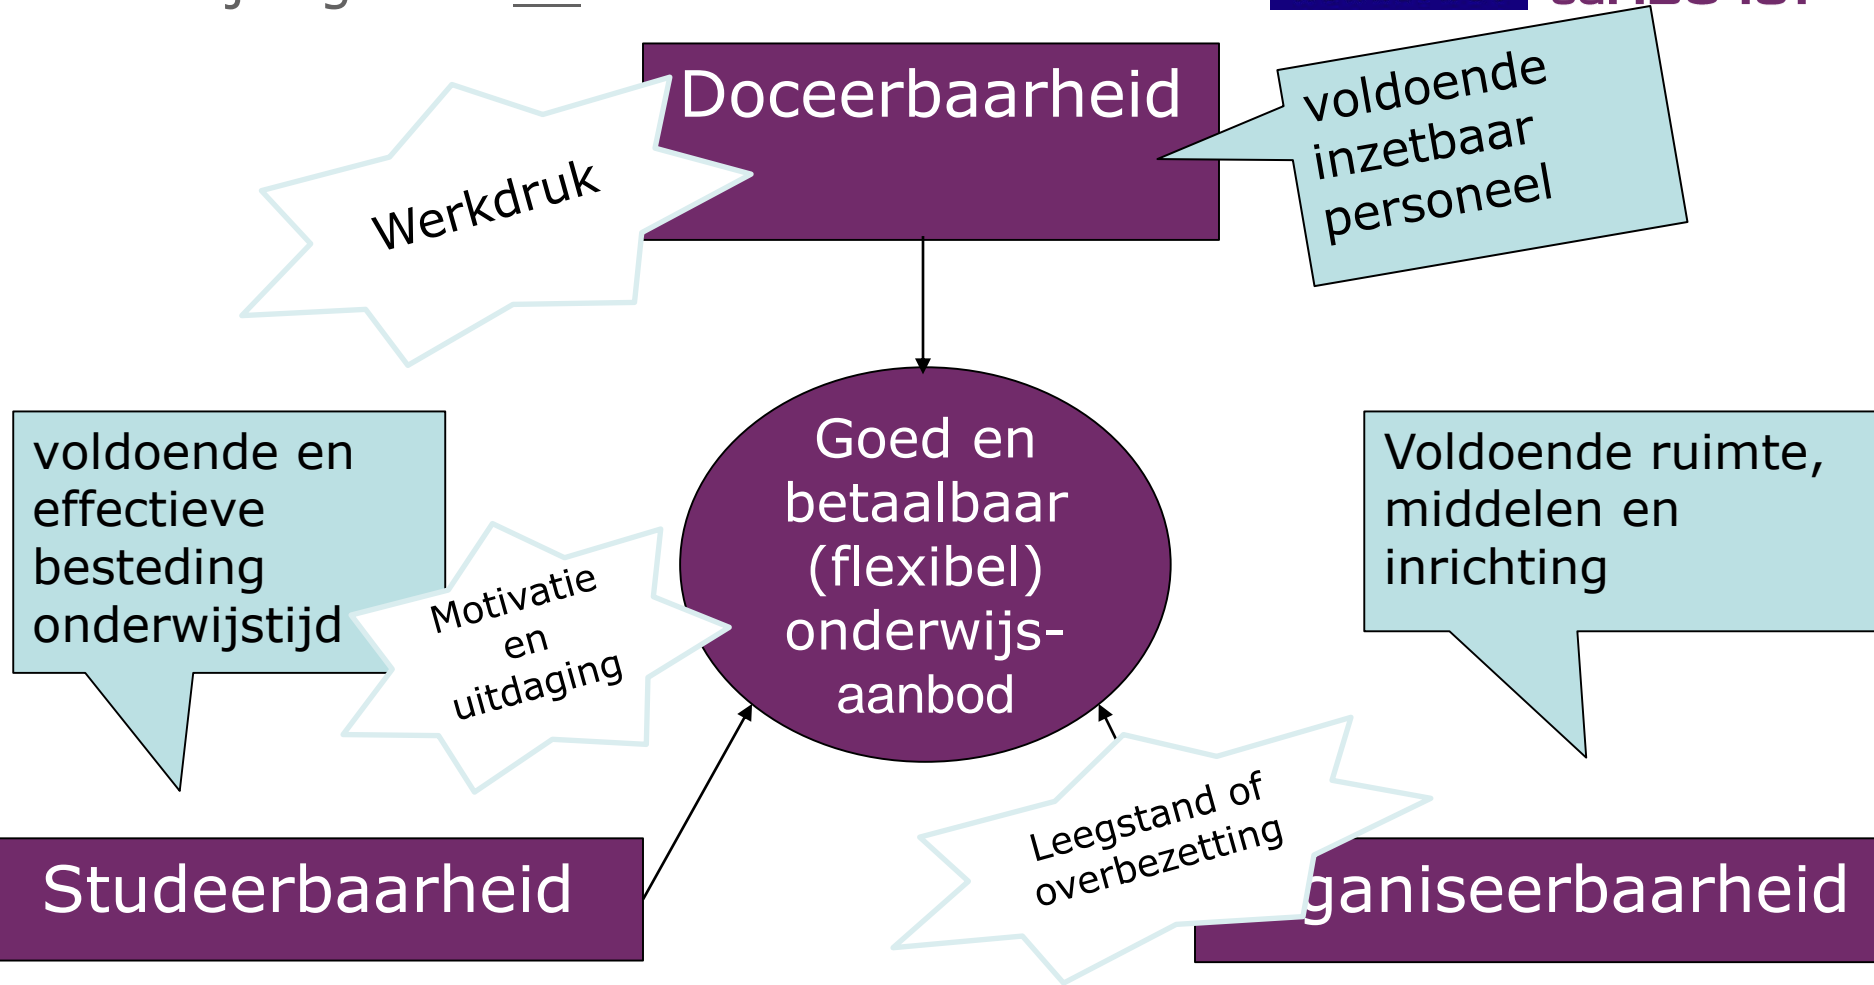 Doceerbaarheid
voldoende
inzetbaar
personeel
Werkdruk
Goed en
betaalbaar
(flexibel)
onderwijs-
aanbod
voldoende en
effectieve
besteding
onderwijstijd
Motivatie
en
uitdaging
Voldoende ruimte,
middelen en
inrichting
Leegstand of
overbezetting
Studeerbaarheid
ganiseerbaarheid